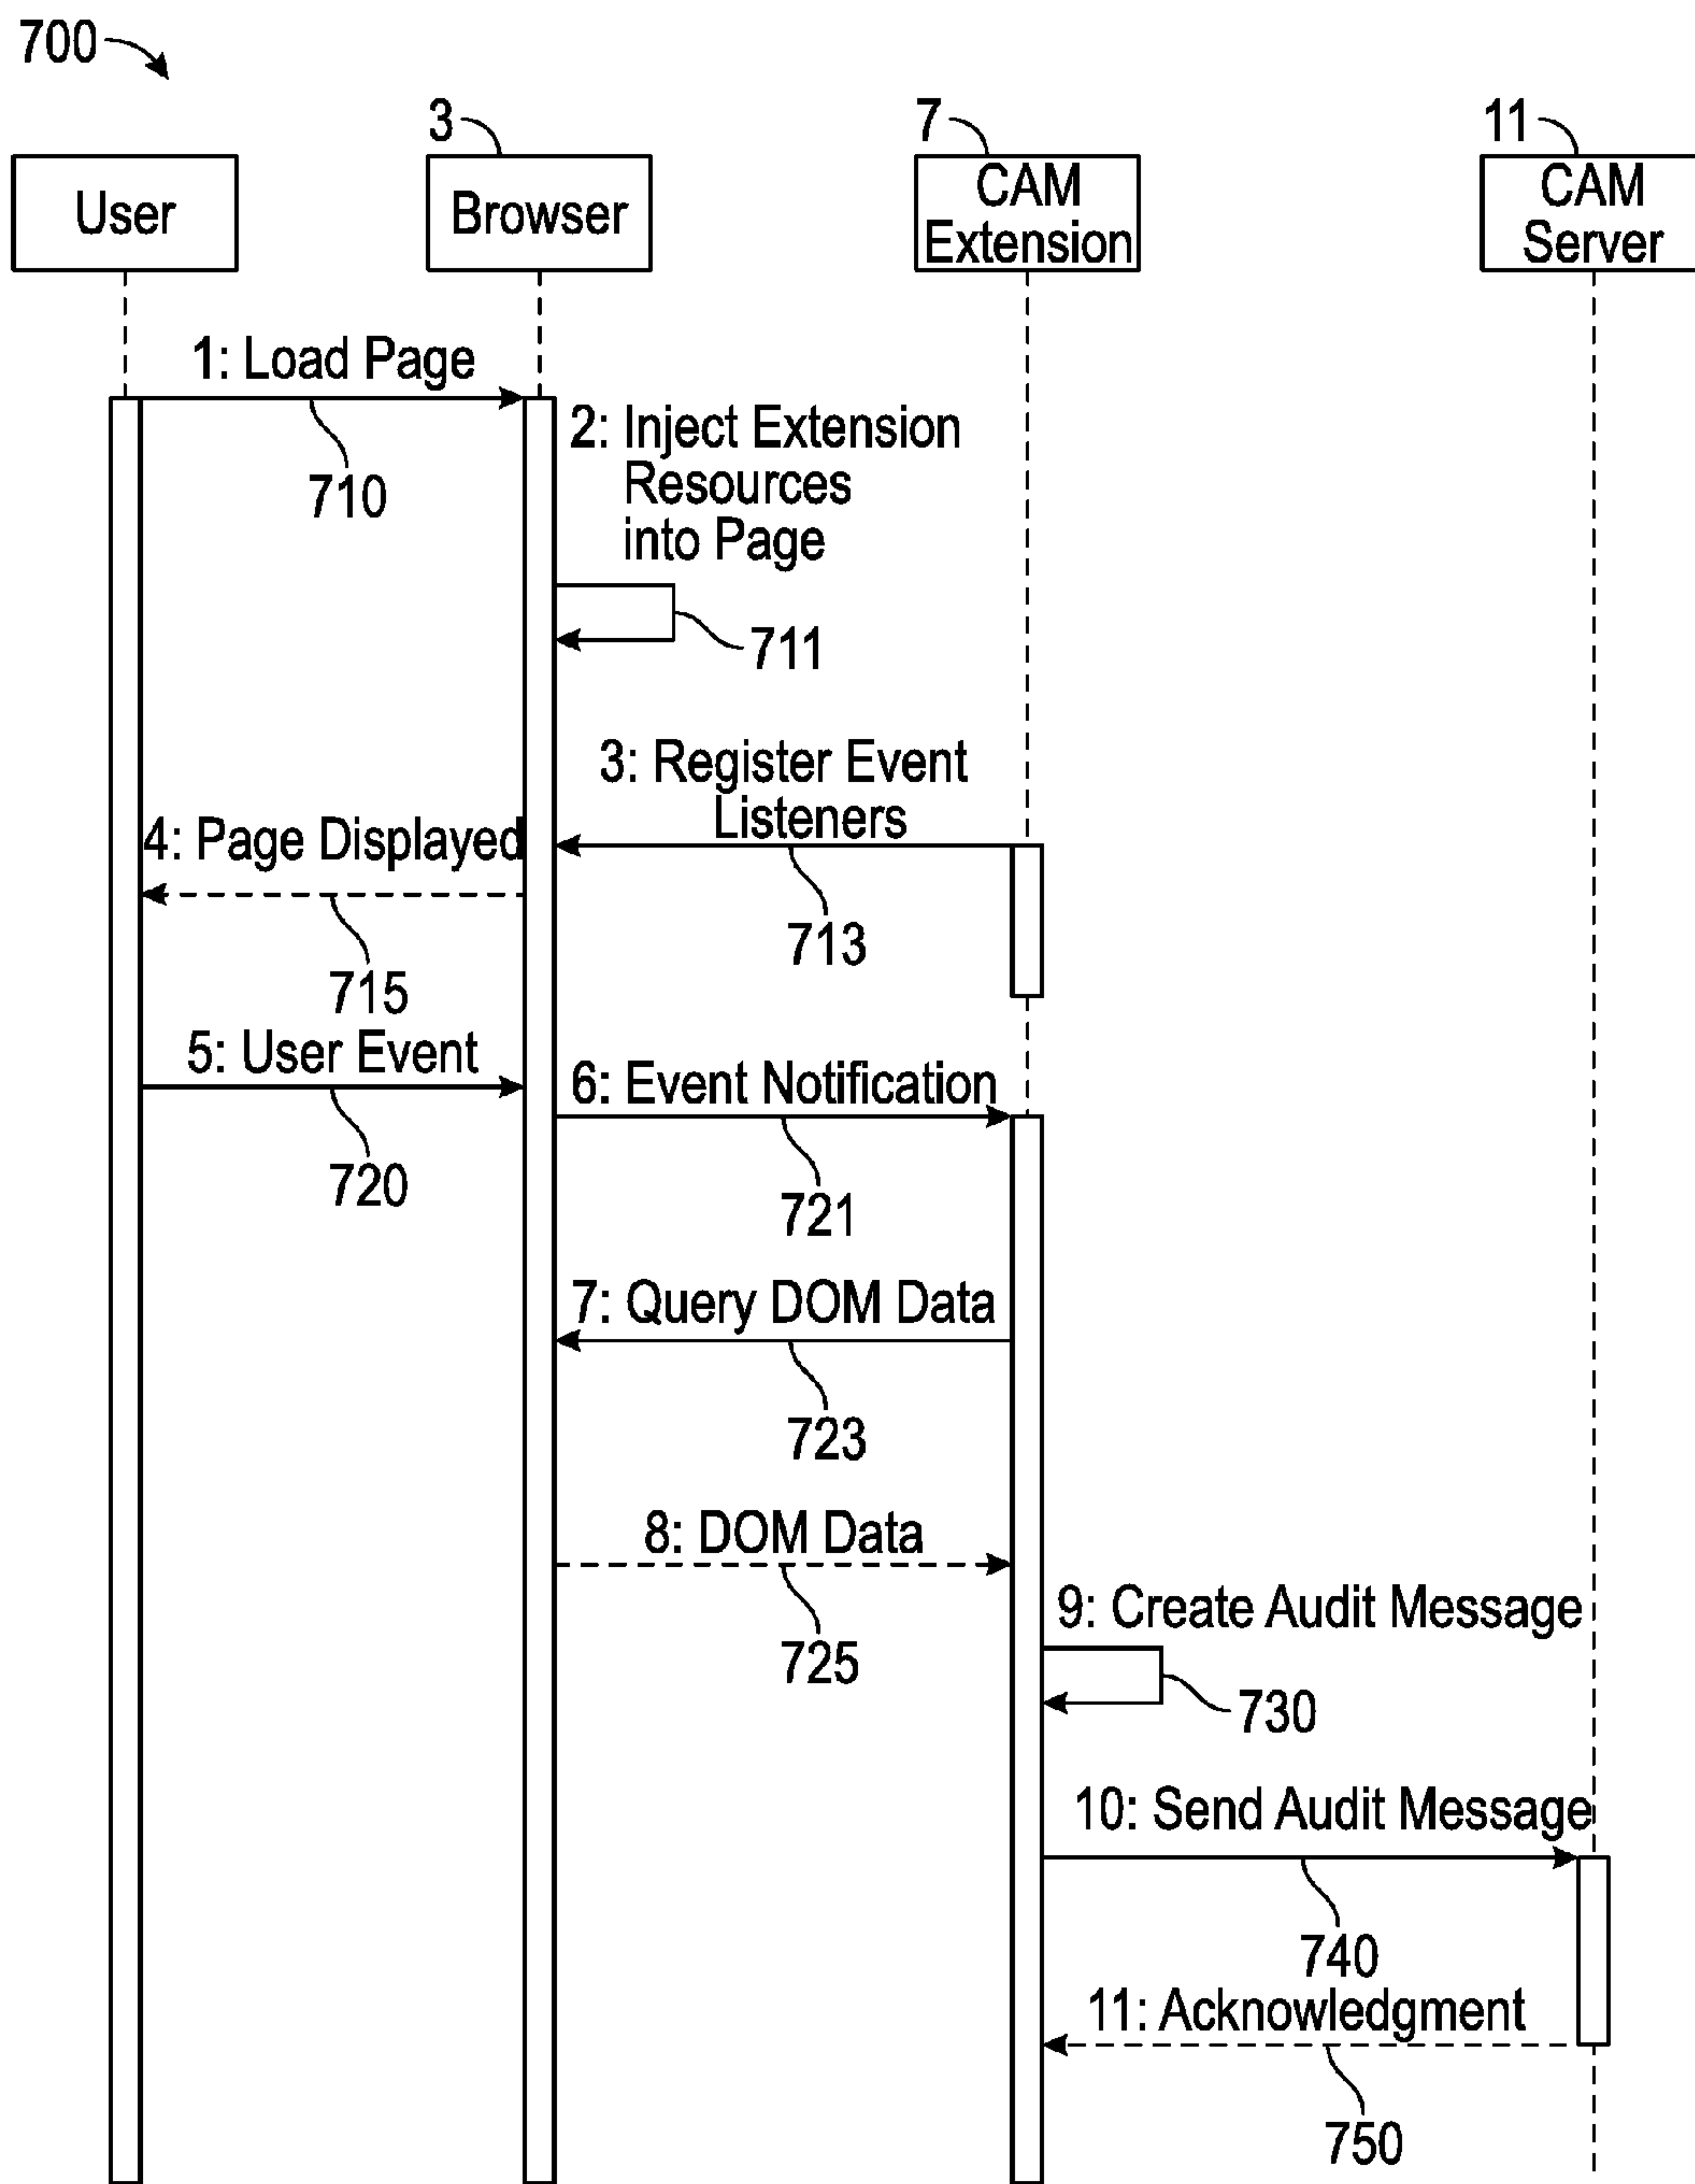 700
3
7
11
User
Browser
CAM
Extension
CAM
Server
1: Load Page
710
2: Inject Extension
Resources
into Page
711
3: Register Event
Listeners
713
4: Page Displayed
715
5: User Event
720
6: Event Notification
721
7: Query DOM Data
723
8: DOM Data
725
9: Create Audit Message
730
10: Send Audit Message
740
11: Acknowledgment
750